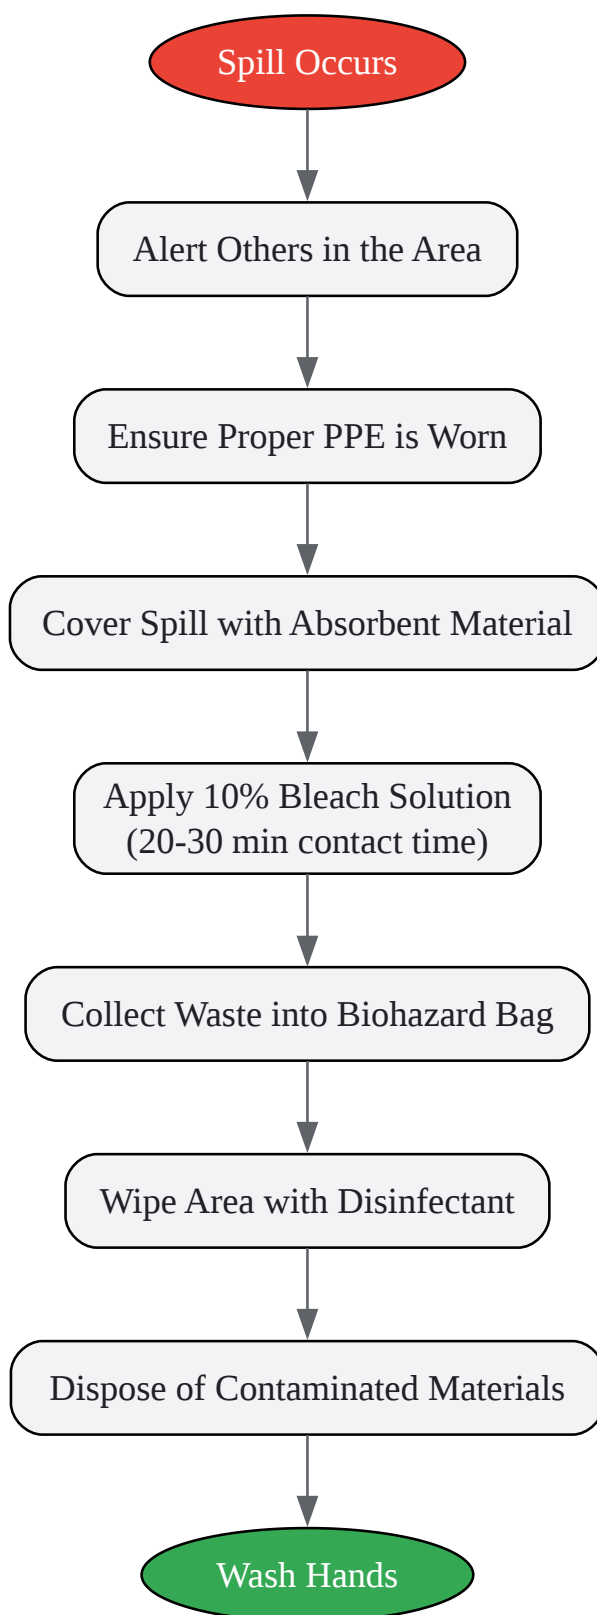 Spill Occurs
Alert Others in the Area
Ensure Proper PPE is Worn
Cover Spill with Absorbent Material
Apply 10% Bleach Solution
(20-30 min contact time)
Collect Waste into Biohazard Bag
Wipe Area with Disinfectant
Dispose of Contaminated Materials
Wash Hands